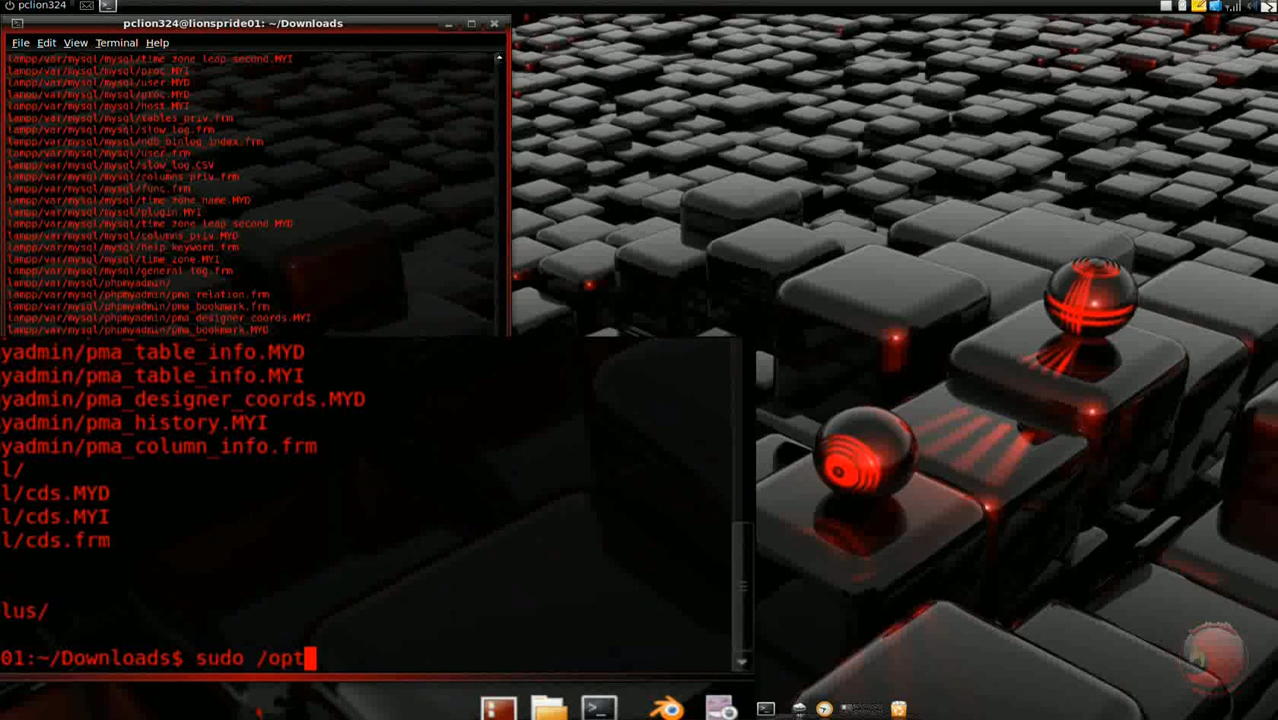 pclion324
pclion324@lionspride01: ~/Downloads
File Edit View Terminal Help
lampp/var/mysql/mysql/time_zone_leap_second.MYI
lampp/var/mysql/mysql/proc.MYI
lampp/var/mysql/mysql/user.MYD
lampp/var/mysql/mysql/proc.MYD
lampp/var/mysql/mysql/host.MYI
lampp/var/mysql/mysql/tables_priv.frm
lampp/var/mysql/mysql/slow_log.frm
lampp/var/mysql/mysql/ndb_binlog_index.frm
lampp/var/mysql/mysql/user.frm
lampp/var/mysql/mysql/slow_log.CSV
lampp/var/mysql/mysql/columns_priv.frm
lampp/var/mysql/mysql/func.frm
lampp/var/mysql/mysql/time_zone_name.MYD
lampp/var/mysql/mysql/plugin.MYI
lampp/var/mysql/mysql/time_zone_leap_second.MYD
lampp/var/mysql/mysql/columns_priv.MYD
lampp/var/mysql/mysql/help_keyword.frm
lampp/var/mysql/mysql/time_zone.MYI
lampp/var/mysql/mysql/general_log.frm
lampp/var/mysql/phpmyadmin/
lampp/var/mysql/phpmyadmin/pma_relation.frm
lampp/var/mysql/phpmyadmin/pma_bookmark.frm
lampp/var/mysql/phpmyadmin/pma_designer_coords.MYI
lampp/var/mysql/phpmyadmin/pma_bookmark.MYD
yadmin/pma_table_info.MYD
yadmin/pma_table_info.MYI
yadmin/pma_designer_coords.MYD
yadmin/pma_history.MYI
yadmin/pma_column_info.frm
l/
l/cds.MYD
l/cds.MYI
l/cds.frm
lus/
01:~/Downloads$ sudo /opt